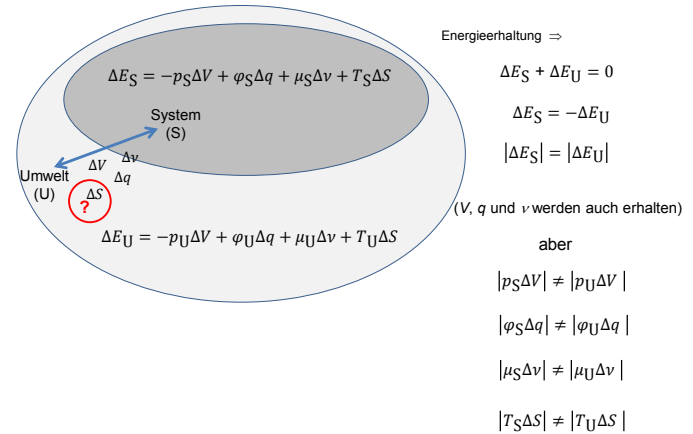 Energieerhaltung ⇒
ΔE_S = −p_SΔV + φ_SΔq + μ_SΔν + T_SΔS
ΔE_S + ΔE_U = 0
ΔE_S = −ΔE_U
System
(S)
|ΔE_S| = |ΔE_U|
ΔV
Δν
Umwelt
(U)
Δq
ΔS
?
(V, q und ν werden auch erhalten)
ΔE_U = −p_UΔV + φ_UΔq + μ_UΔν + T_UΔS
aber
|p_SΔV| ≠ |p_UΔV|
|φ_SΔq| ≠ |φ_UΔq|
|μ_SΔν| ≠ |μ_UΔν|
|T_SΔS| ≠ |T_UΔS|